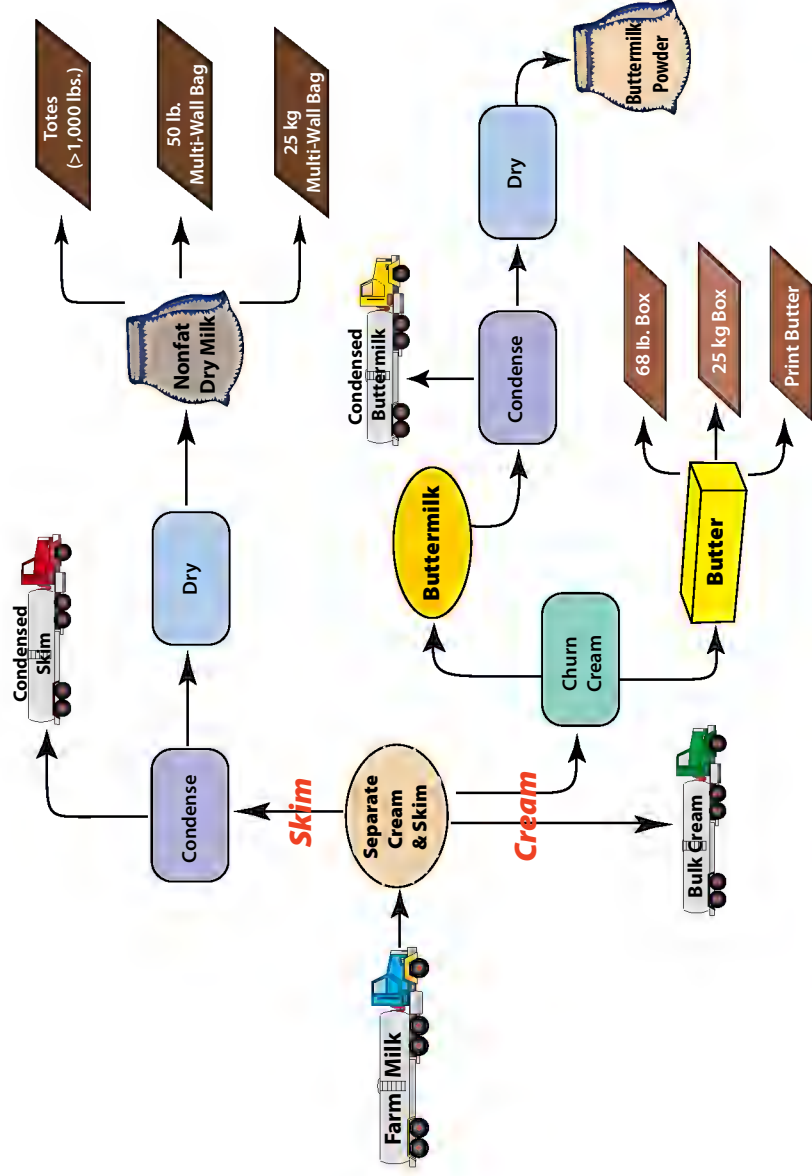 Farm Milk
Separate
Cream
& Skim
Skim
Cream
Condense
Condensed
Skim
Dry
Nonfat
Dry Milk
Totes
(>1,000 lbs.)
50 lb.
Multi-Wall Bag
25 kg
Multi-Wall Bag
Bulk Cream
Churn
Cream
Buttermilk
Condense
Condensed
Buttermilk
Dry
Buttermilk
Powder
Butter
68 lb. Box
25 kg Box
Print Butter